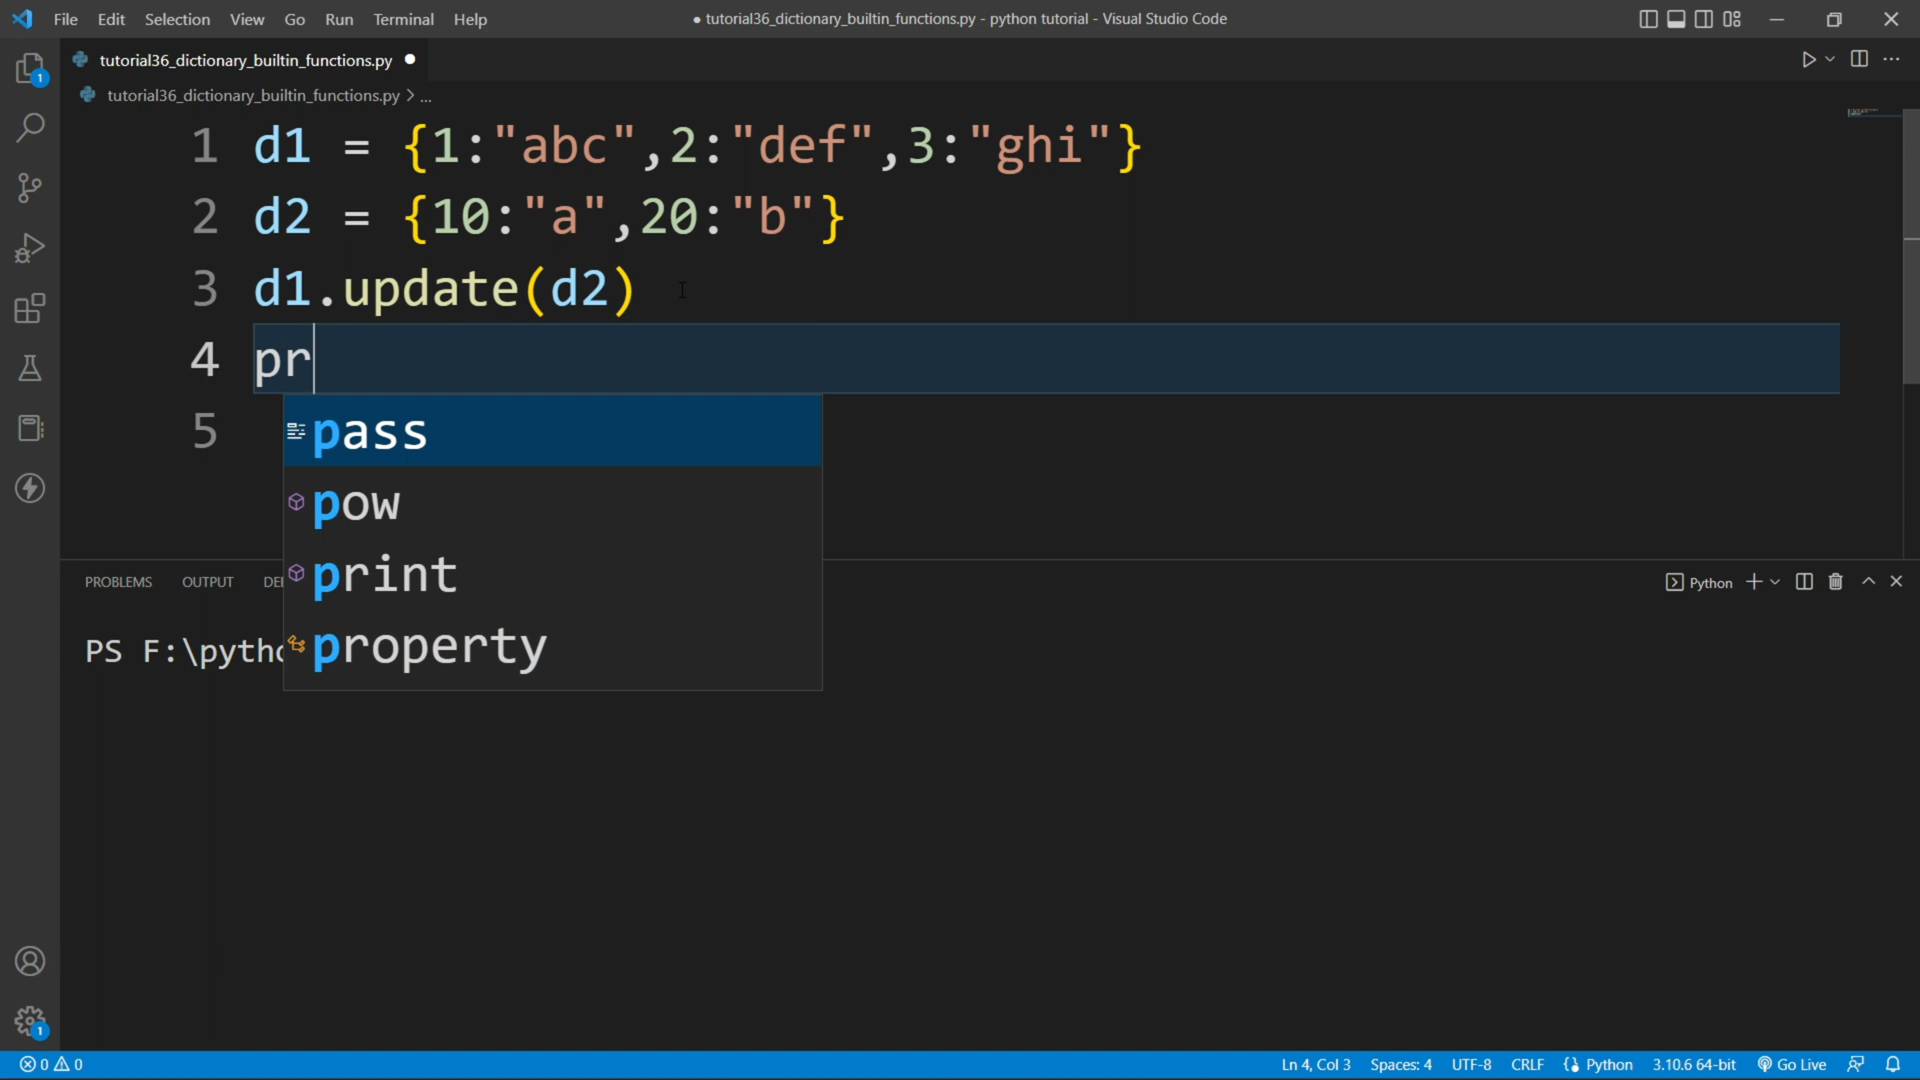 File Edit Selection View Go Run Terminal Help
● tutorial36_dictionary_builtin_functions.py - python tutorial - Visual Studio Code
tutorial36_dictionary_builtin_functions.py ●
tutorial36_dictionary_builtin_functions.py > ...
1 d1 = {1:"abc",2:"def",3:"ghi"}
2 d2 = {10:"a",20:"b"}
3 d1.update(d2)
4 pr
5
pass
pow
print
property
PROBLEMS OUTPUT
Python
PS F:\pytho
1
1
0 0
Ln 4, Col 3 Spaces: 4 UTF-8 CRLF Python 3.10.6 64-bit Go Live